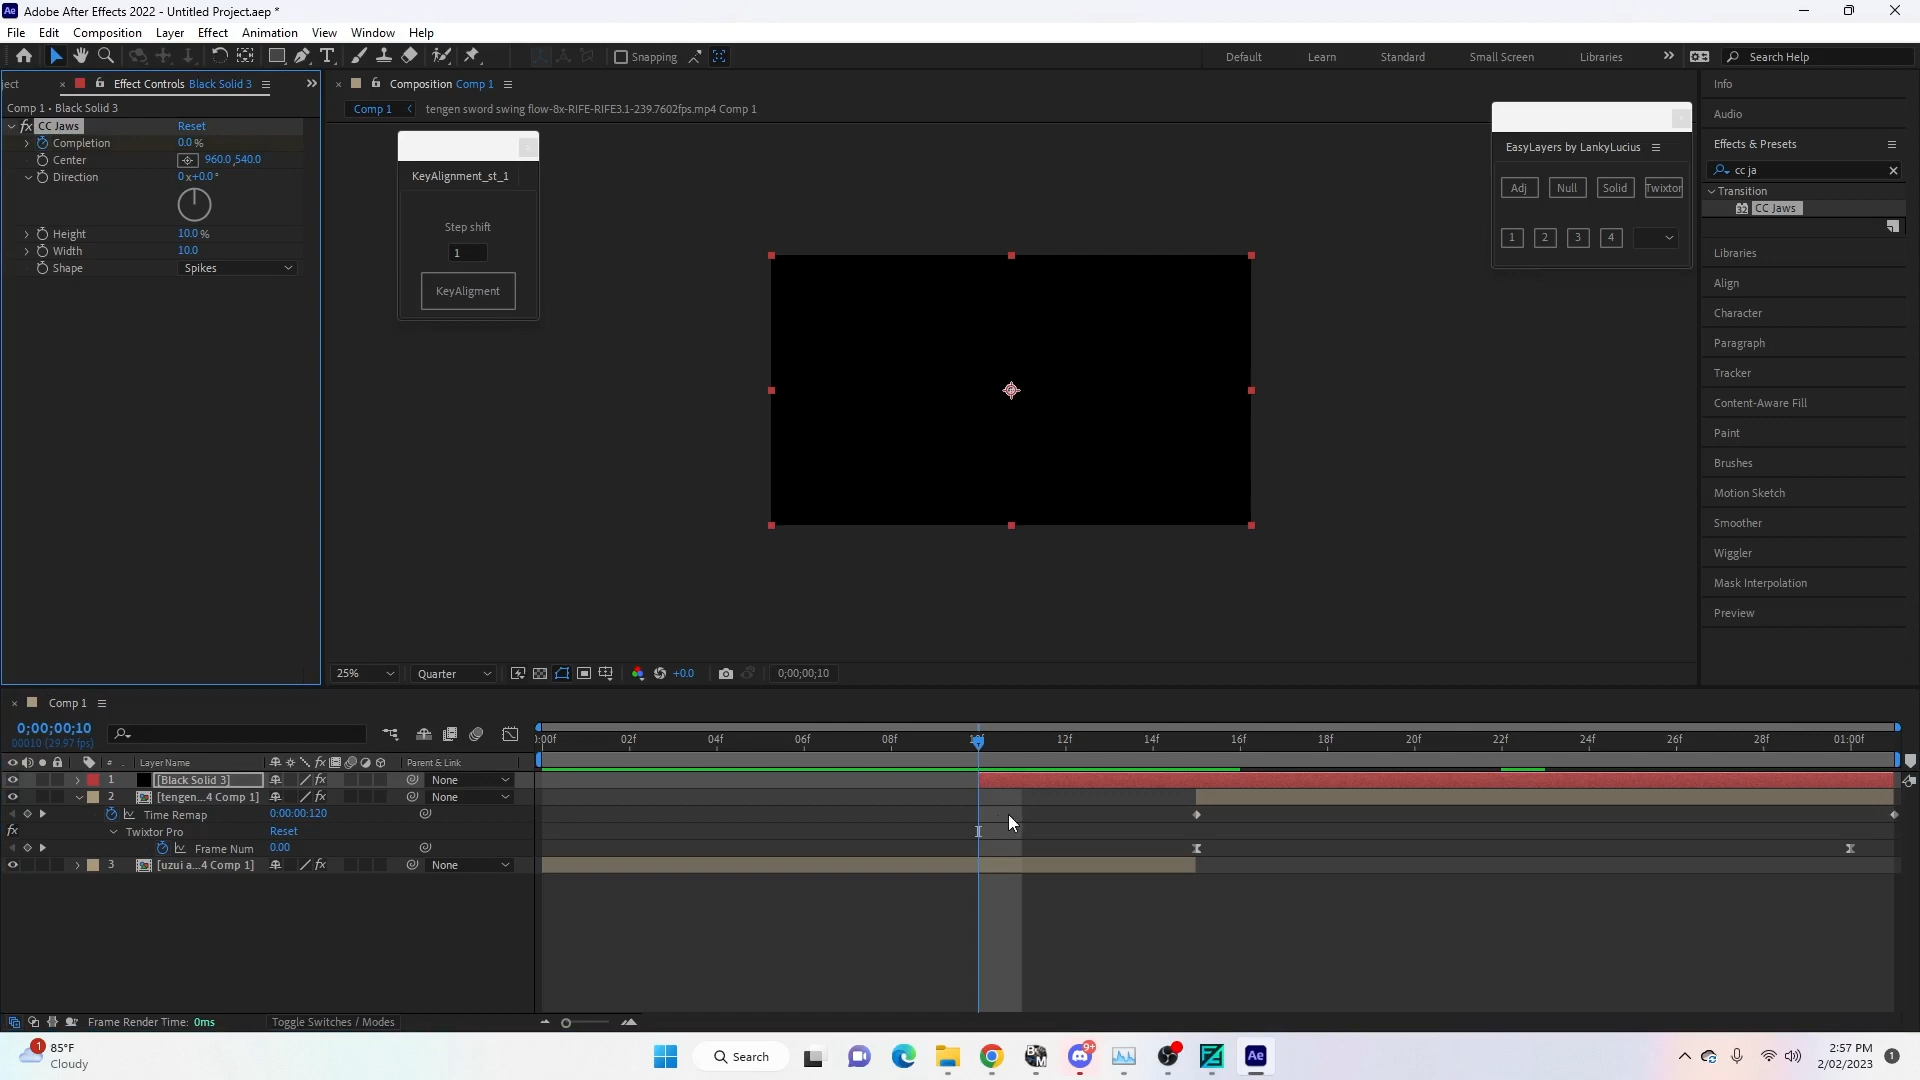 Adobe After Effects 2022 - Untitled Project.aep *
File Edit Composition Layer Effect Animation View Window Help
Snapping Default Learn Standard Small Screen Libraries Search Help
ject Effect Controls Black Solid 3
Comp 1 • Black Solid 3
fx CC Jaws Reset
Completion 0.0 %
Center 960.0,540.0
Direction 0x+0.0°
Height 10.0 %
Width 10.0
Shape Spikes
Composition Comp 1
Comp 1 tengen sword swing flow-8x-RIFE-RIFE3.1-239.7602fps.mp4 Comp 1
KeyAlignment_st_1
Step shift
1
KeyAligment
EasyLayers by LankyLucius
Adj Null Solid Twixtor
1 2 3 4
Info
Audio
Effects & Presets
cc ja
Transition
32 CC Jaws
Libraries
Align
Character
Paragraph
Tracker
Content-Aware Fill
Paint
Brushes
Motion Sketch
Smoother
Wiggler
Mask Interpolation
Preview
25% Quarter +0.0 0;00;00;10
Comp 1
0;00;00;10
00010 (29.97 fps)
:00f 02f 04f 06f 08f 10f 12f 14f 16f 18f 20f 22f 24f 26f 28f 01:00f
# Layer Name fx Parent & Link
1 [Black Solid 3] fx None
2 [tengen...4 Comp 1] fx None
Time Remap 0:00:00:120
fx Twixtor Pro Reset
Frame Num 0.00
3 [uzui a...4 Comp 1] fx None
Frame Render Time: 0ms Toggle Switches / Modes
1 85°F
Cloudy
Search
9+
Ae
2:57 PM
2/02/2023
1